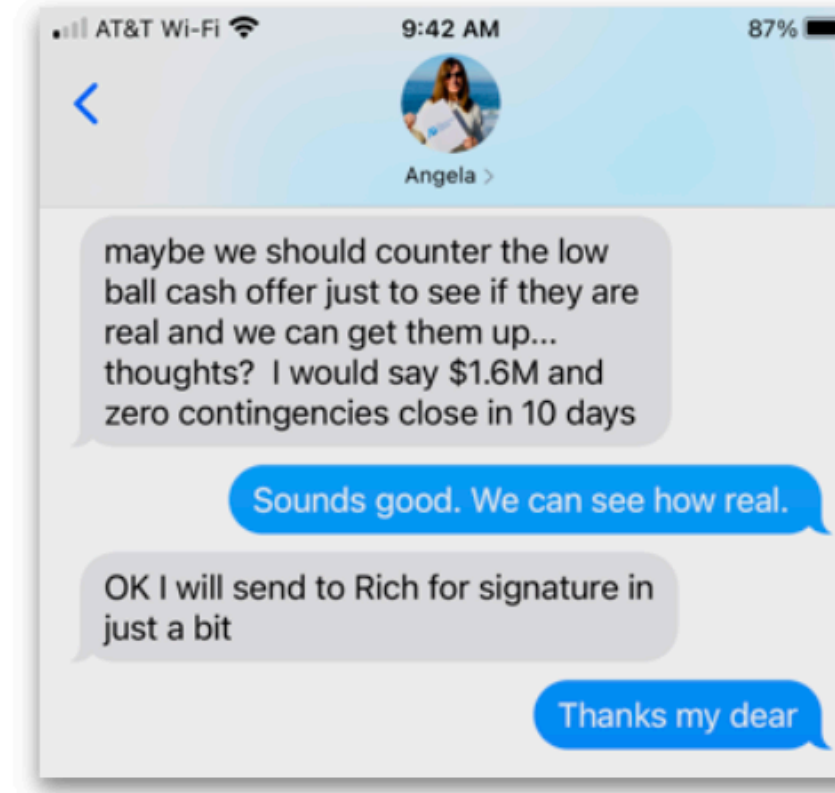 AT&T Wi-Fi 9:42 AM 87%
Angela
maybe we should counter the low
ball cash offer just to see if they are
real and we can get them up...
thoughts? I would say $1.6M and
zero contingencies close in 10 days
Sounds good. We can see how real.
OK I will send to Rich for signature in
just a bit
Thanks my dear